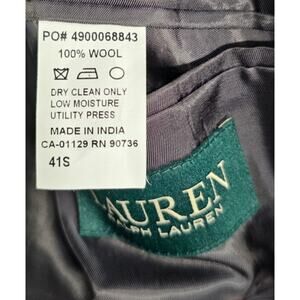 PO# 4900068843
100% WOOL
DRY CLEAN ONLY
LOW MOISTURE
UTILITY PRESS
MADE IN INDIA
CA-01129 RN 90736
41S
LAUREN
RALPH LAUREN